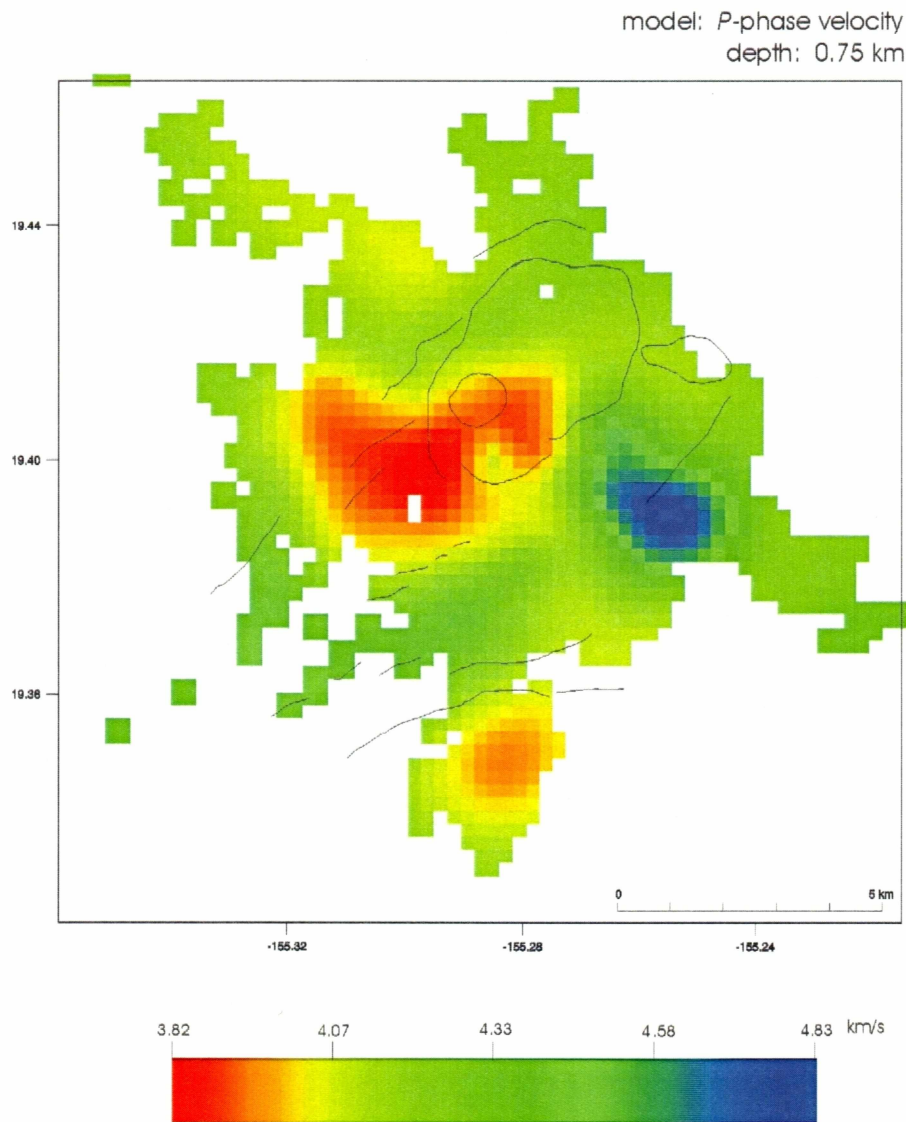 model: P-phase velocity
depth: 0.75 km
19.44
19.40
19.36
0 5 km
-155.32 -155.28 -155.24
3.82 4.07 4.33 4.58 4.83 km/s